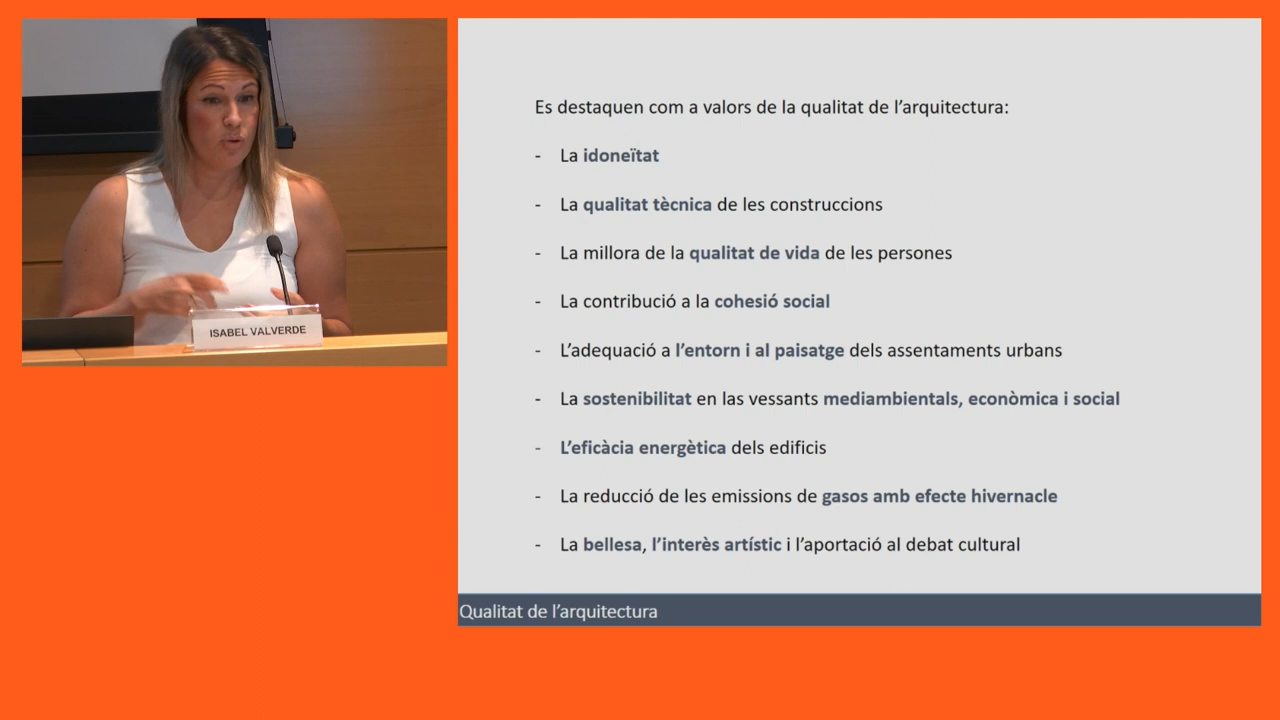 ISABEL VALVERDE
Es destaquen com a valors de la qualitat de l'arquitectura:
- La idoneïtat
- La qualitat tècnica de les construccions
- La millora de la qualitat de vida de les persones
- La contribució a la cohesió social
- L'adequació a l'entorn i al paisatge dels assentaments urbans
- La sostenibilitat en las vessants mediambientals, econòmica i social
- L'eficàcia energètica dels edificis
- La reducció de les emissions de gasos amb efecte hivernacle
- La bellesa, l'interès artístic i l'aportació al debat cultural
Qualitat de l'arquitectura